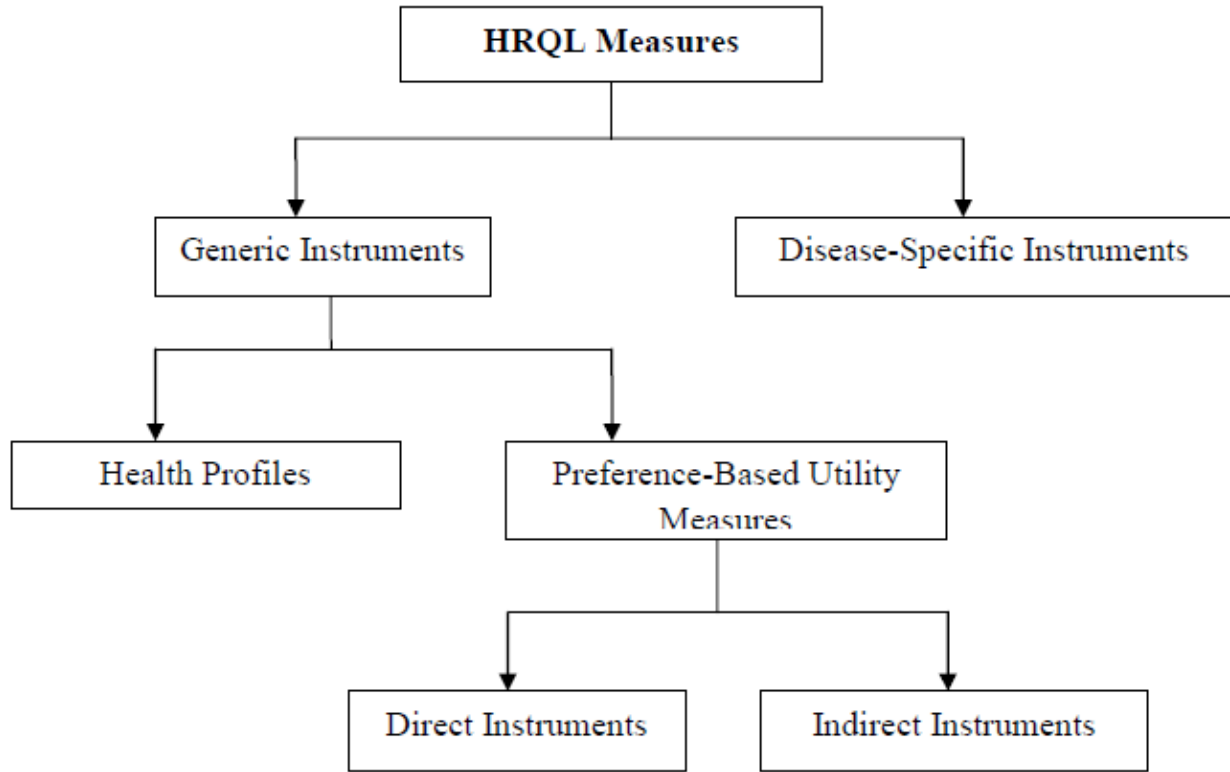 HRQL Measures
Generic Instruments
Disease-Specific Instruments
Health Profiles
Preference-Based Utility
Measures
Direct Instruments
Indirect Instruments